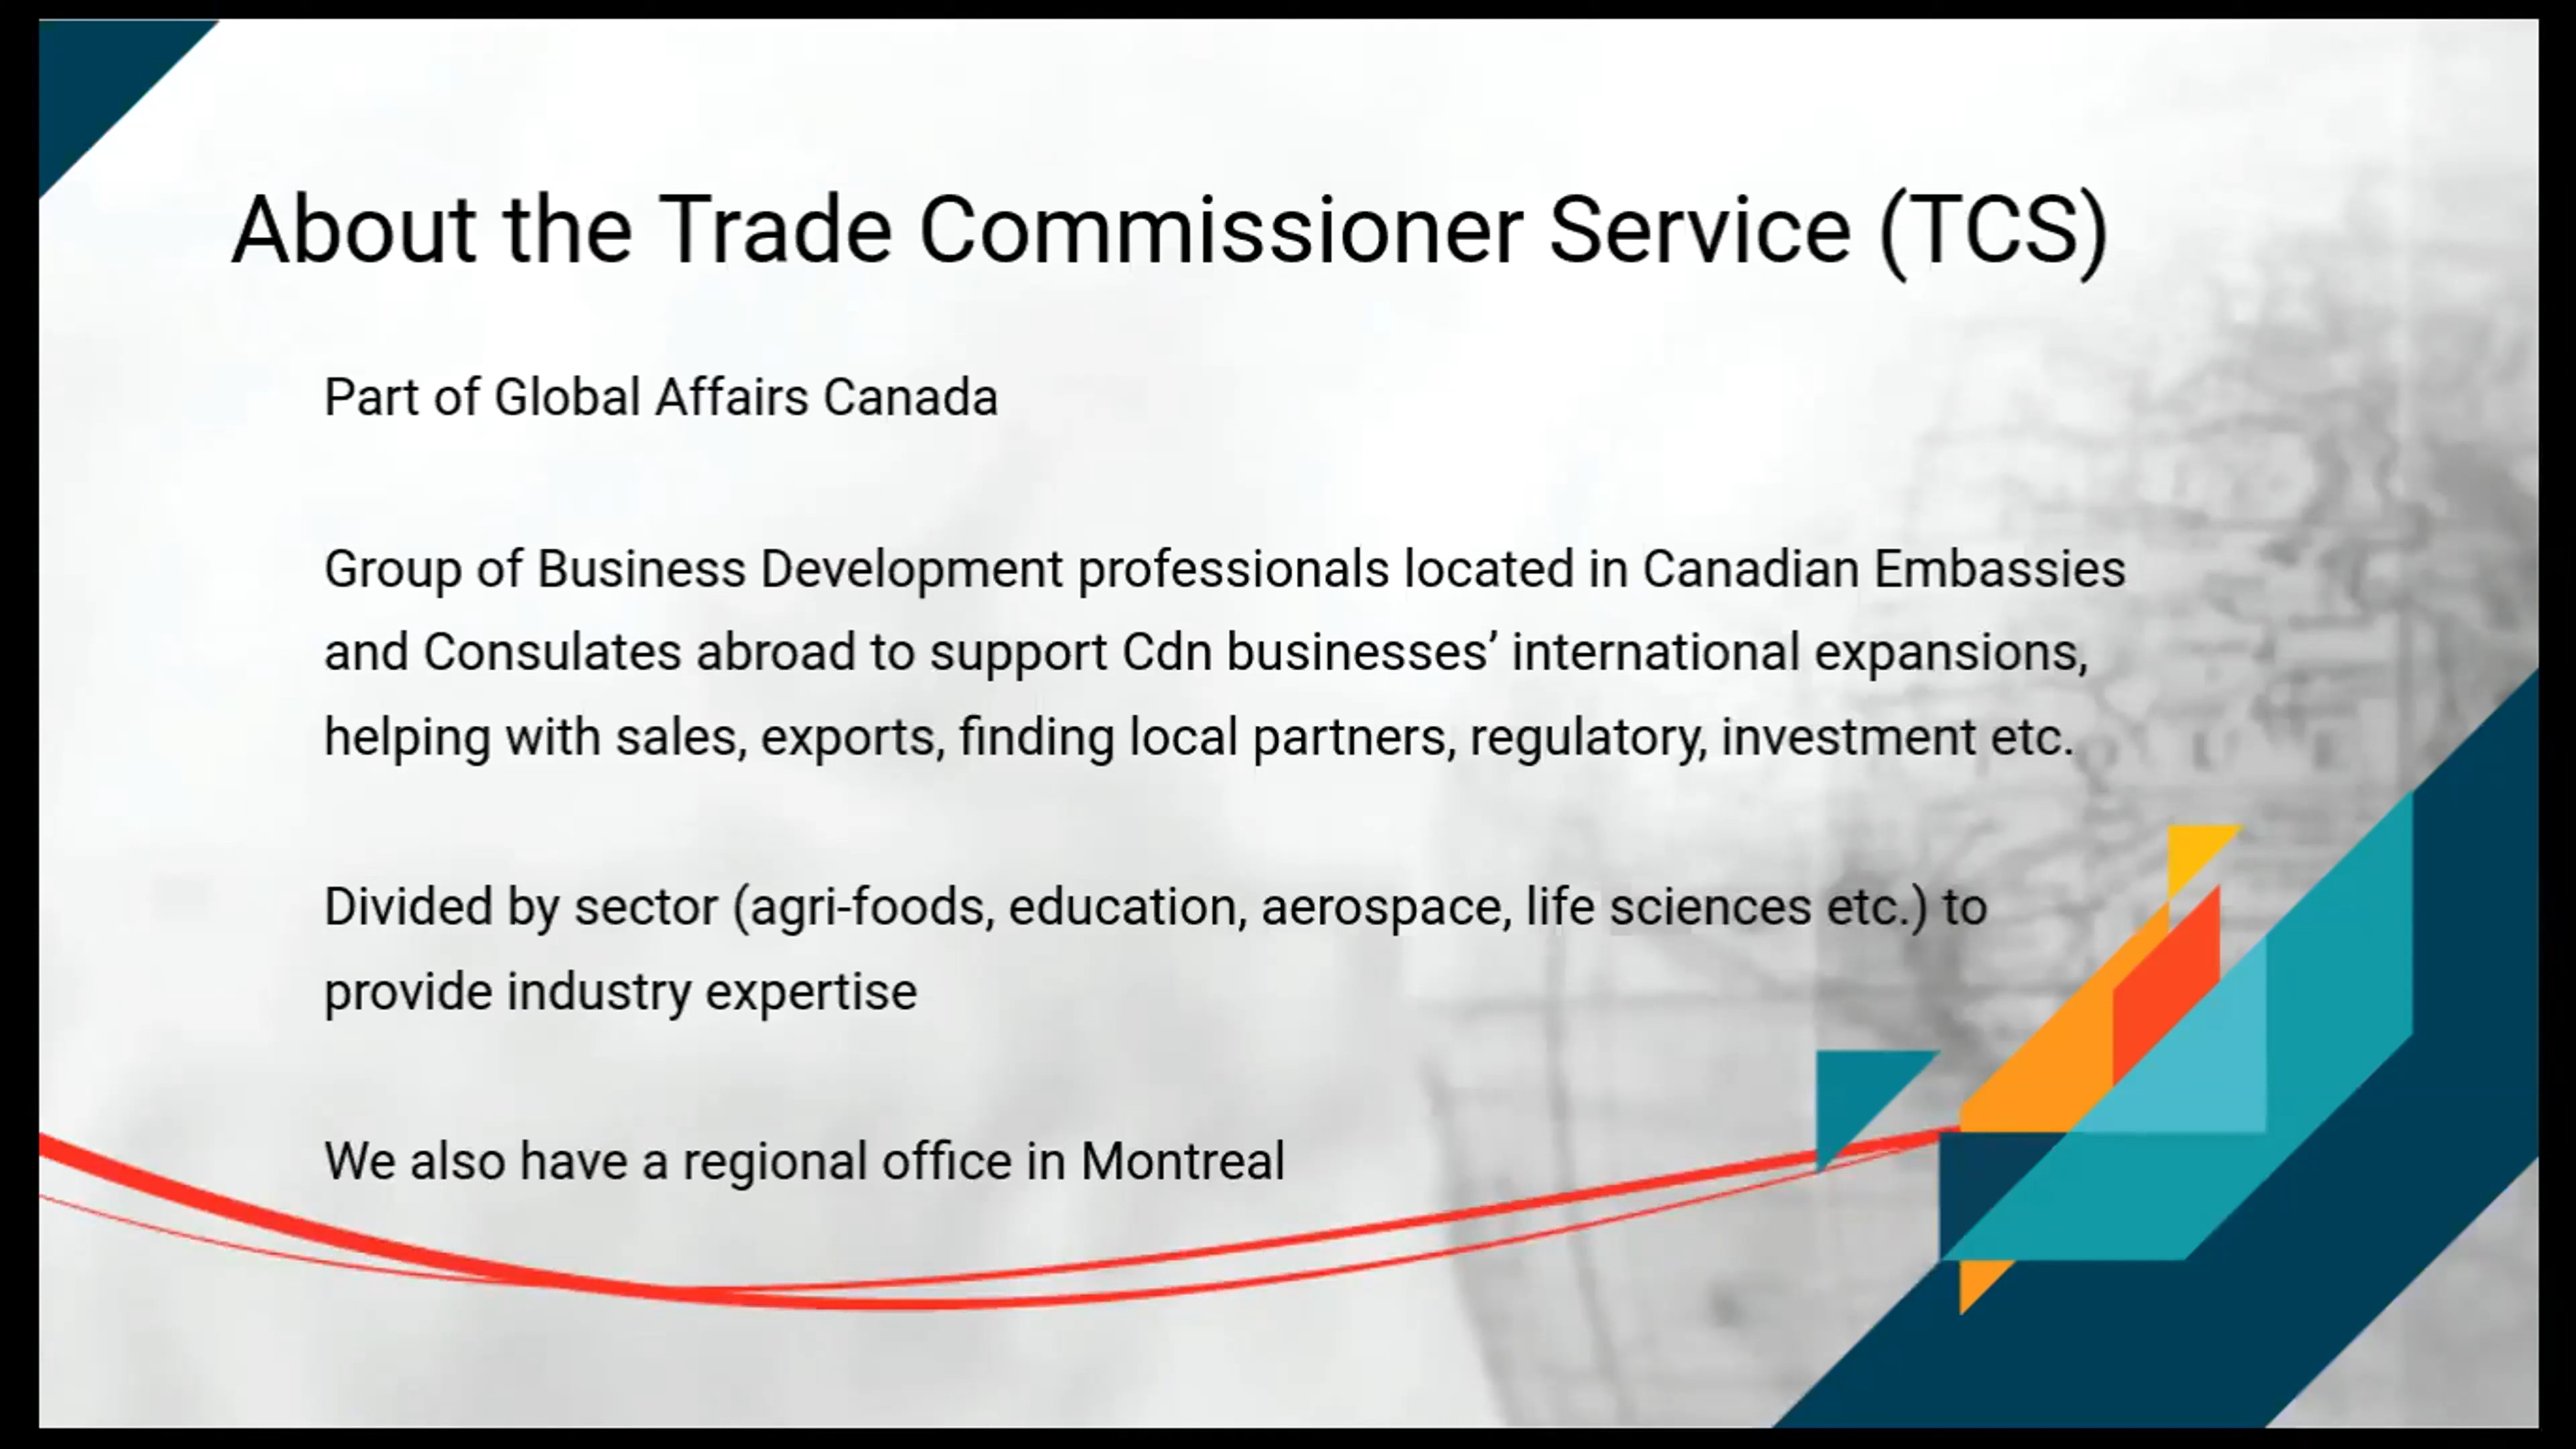 About the Trade Commissioner Service (TCS)
Part of Global Affairs Canada
Group of Business Development professionals located in Canadian Embassies
and Consulates abroad to support Cdn businesses’ international expansions,
helping with sales, exports, finding local partners, regulatory, investment etc.
Divided by sector (agri-foods, education, aerospace, life sciences etc.) to
provide industry expertise
We also have a regional office in Montreal